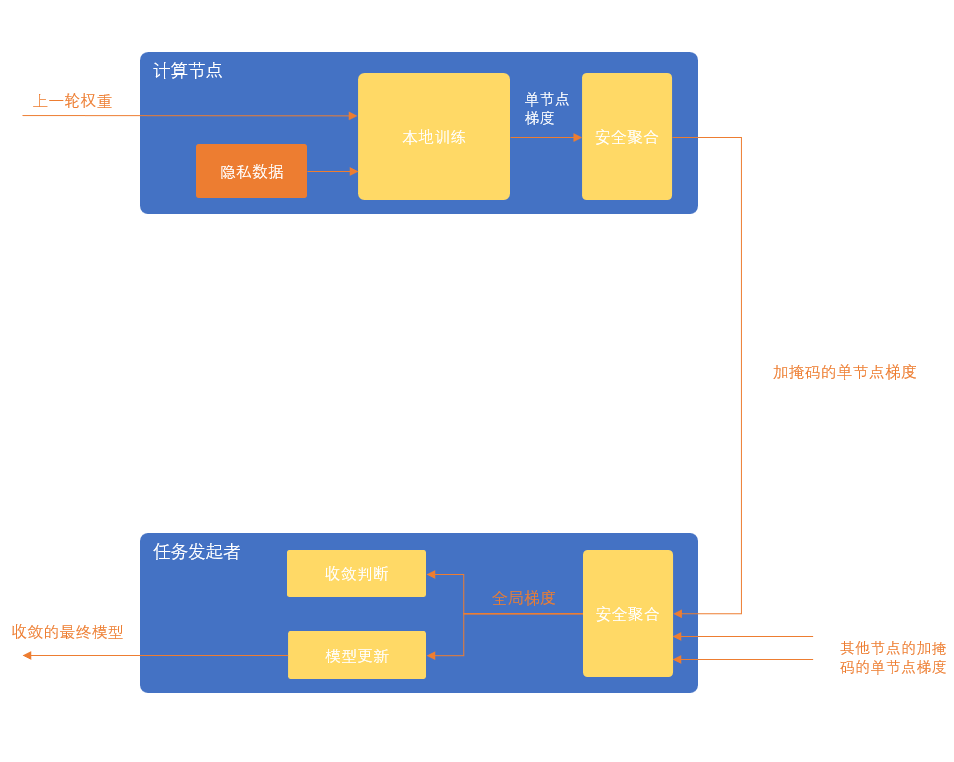 计算节点
上一轮权重
单节点
梯度
本地训练
安全聚合
隐私数据
加掩码的单节点梯度
任务发起者
收敛判断
全局梯度
安全聚合
收敛的最终模型
模型更新
其他节点的加掩
码的单节点梯度